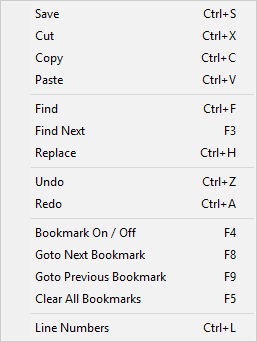 Save Ctrl+S
Cut Ctrl+X
Copy Ctrl+C
Paste Ctrl+V
Find Ctrl+F
Find Next F3
Replace Ctrl+H
Undo Ctrl+Z
Redo Ctrl+A
Bookmark On / Off F4
Goto Next Bookmark F8
Goto Previous Bookmark F9
Clear All Bookmarks F5
Line Numbers Ctrl+L